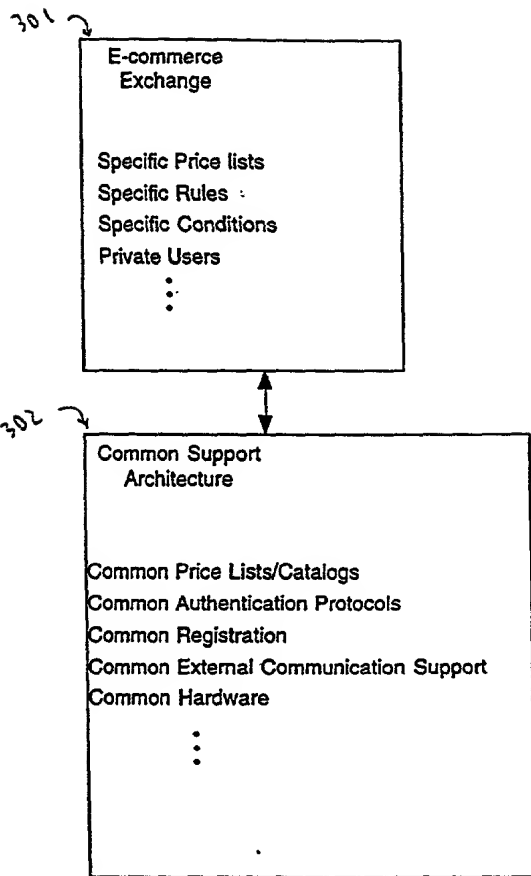 301
E-commerce
Exchange
Specific Price lists
Specific Rules
Specific Conditions
Private Users
302
Common Support
Architecture
Common Price Lists/Catalogs
Common Authentication Protocols
Common Registration
Common External Communication Support
Common Hardware